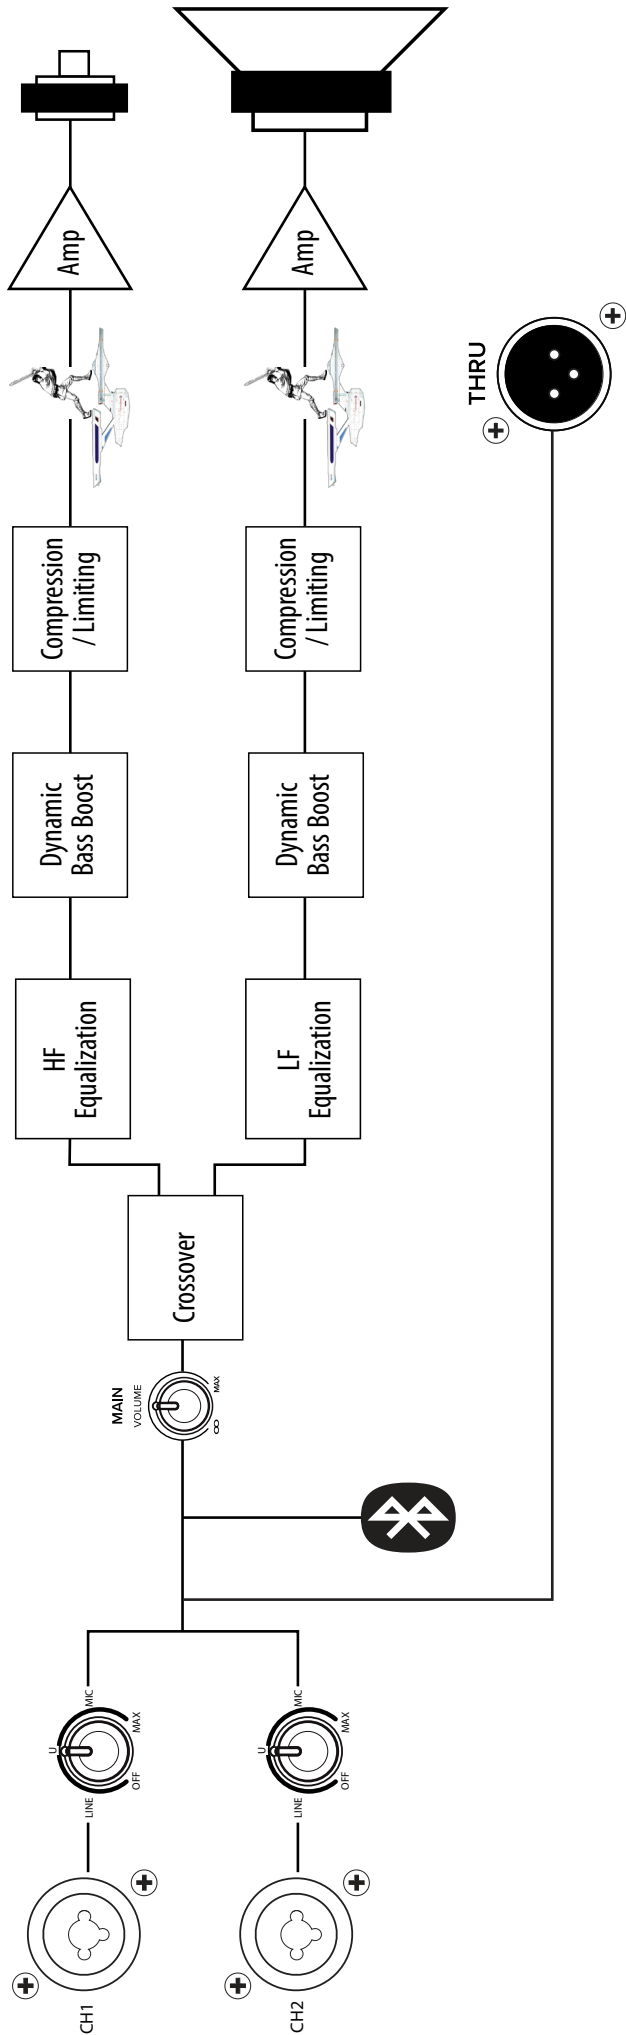 Amp
Amp
THRU
Compression
/ Limiting
Compression
/ Limiting
Dynamic
Bass Boost
Dynamic
Bass Boost
HF
Equalization
LF
Equalization
Crossover
MAIN
VOLUME
MAX
∞
MIC
MAX
U
OFF
LINE
MIC
MAX
U
OFF
LINE
CH1
CH2